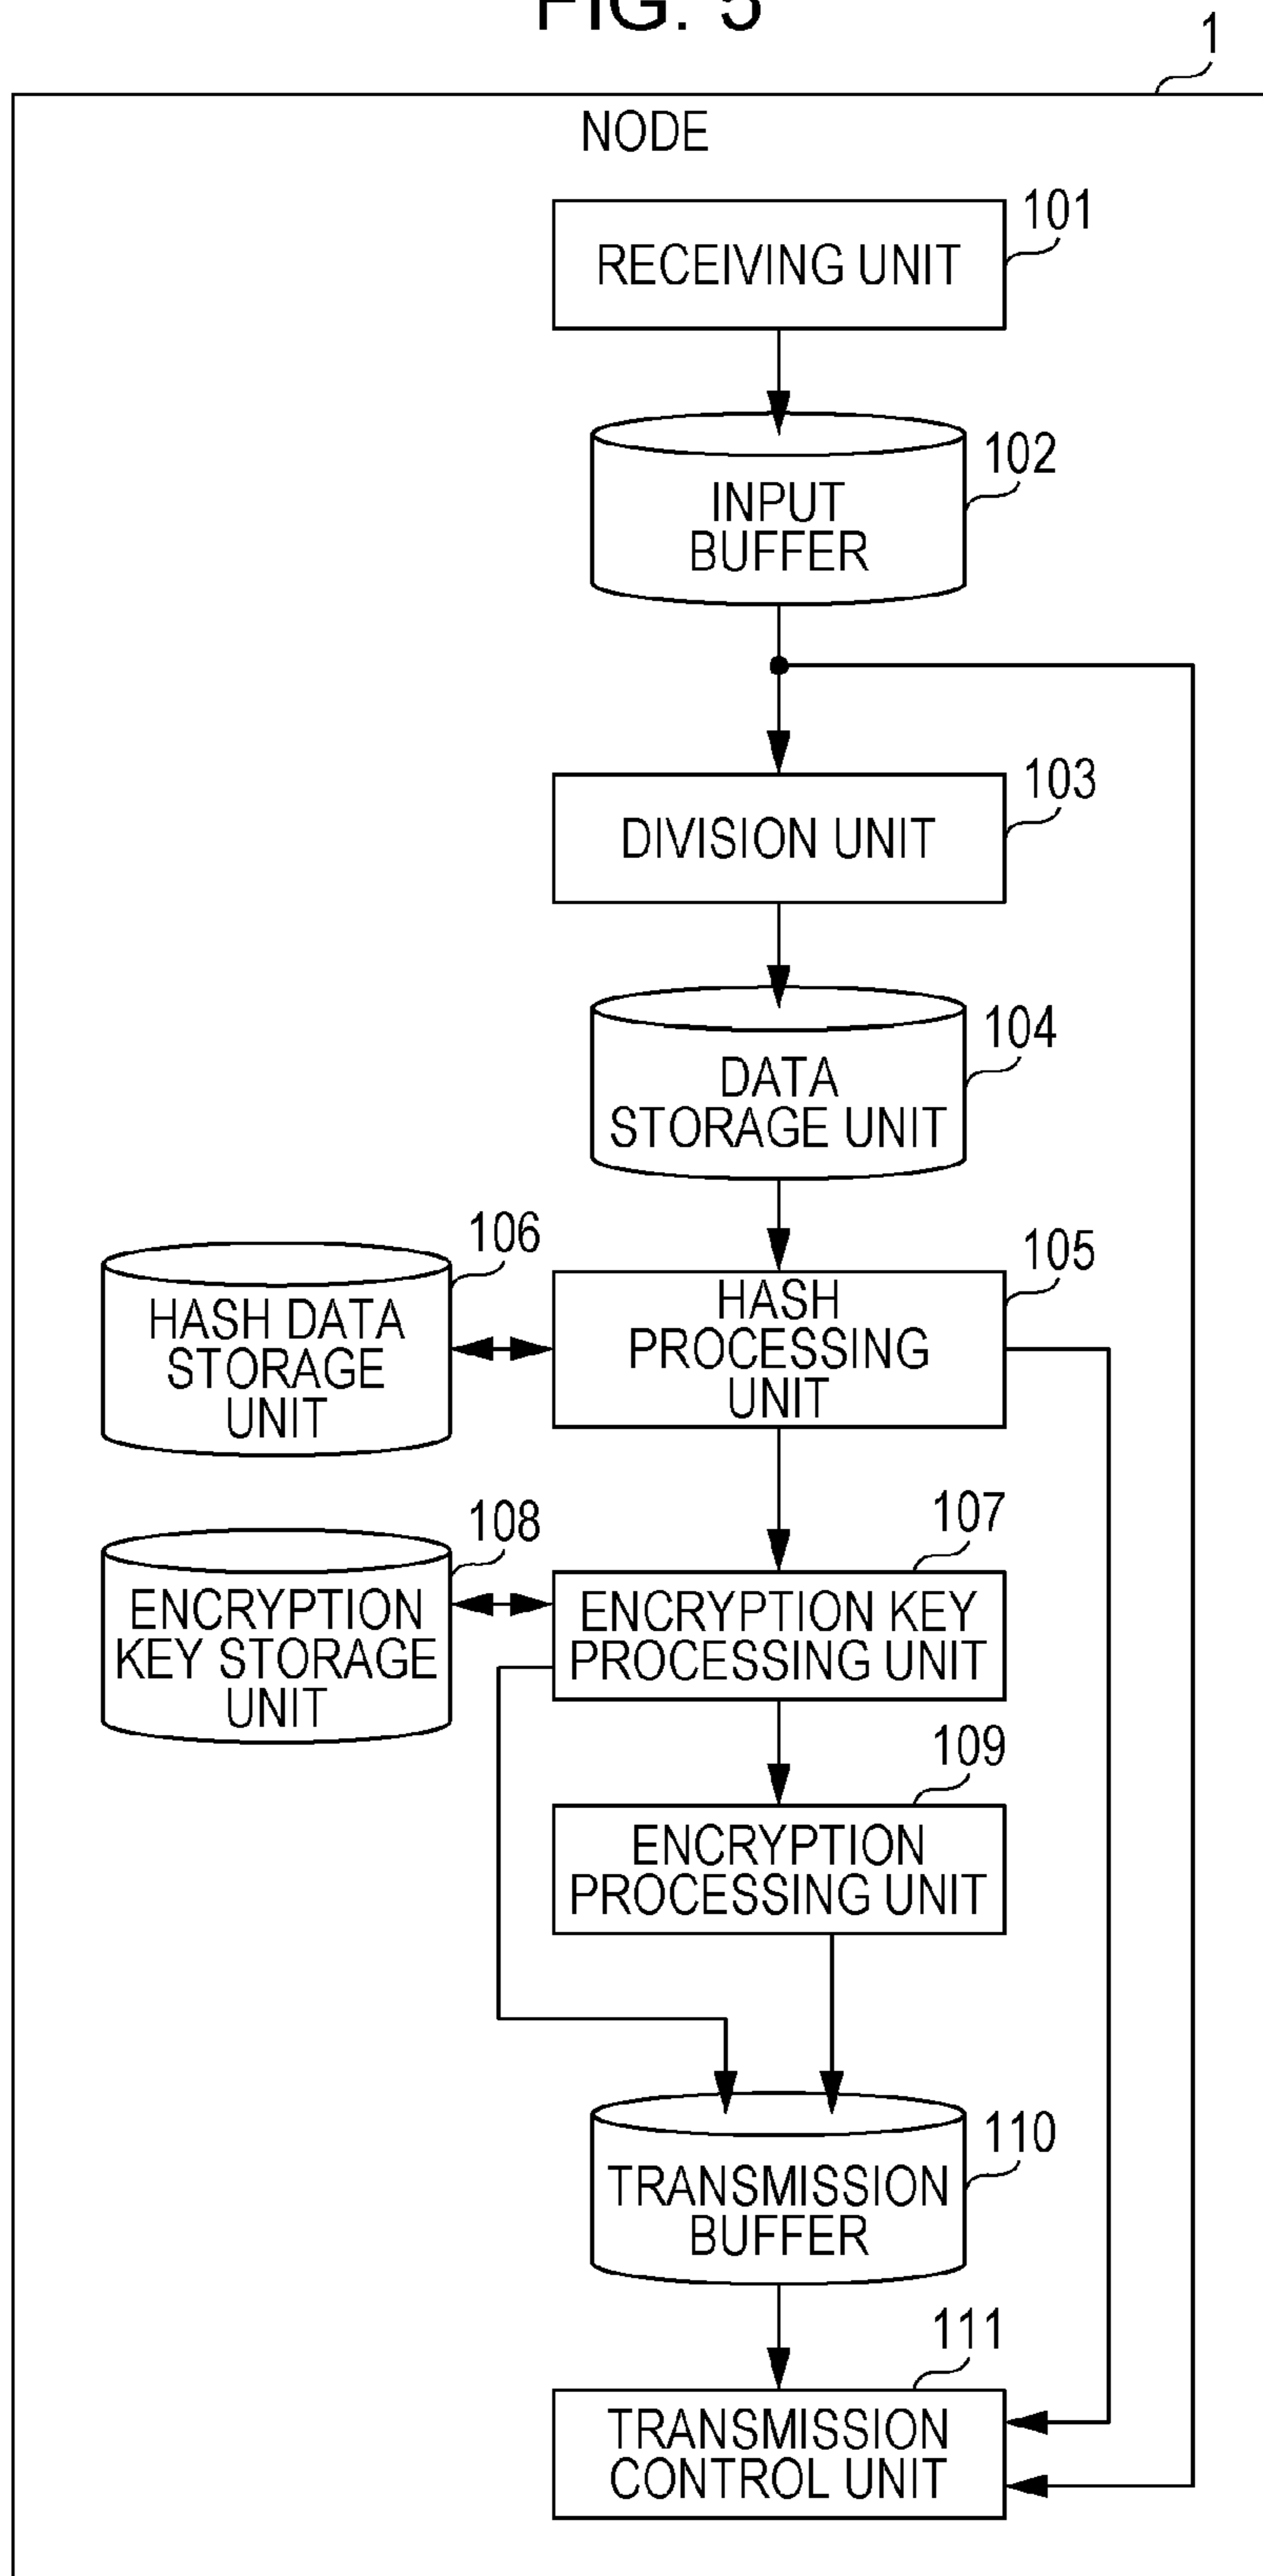 FIG. 5
1
NODE
101
RECEIVING UNIT
102
INPUT
BUFFER
103
DIVISION UNIT
104
DATA
STORAGE UNIT
106
HASH DATA
STORAGE
UNIT
105
HASH
PROCESSING
UNIT
108
ENCRYPTION
KEY STORAGE
UNIT
107
ENCRYPTION KEY
PROCESSING UNIT
109
ENCRYPTION
PROCESSING UNIT
110
TRANSMISSION
BUFFER
111
TRANSMISSION
CONTROL UNIT